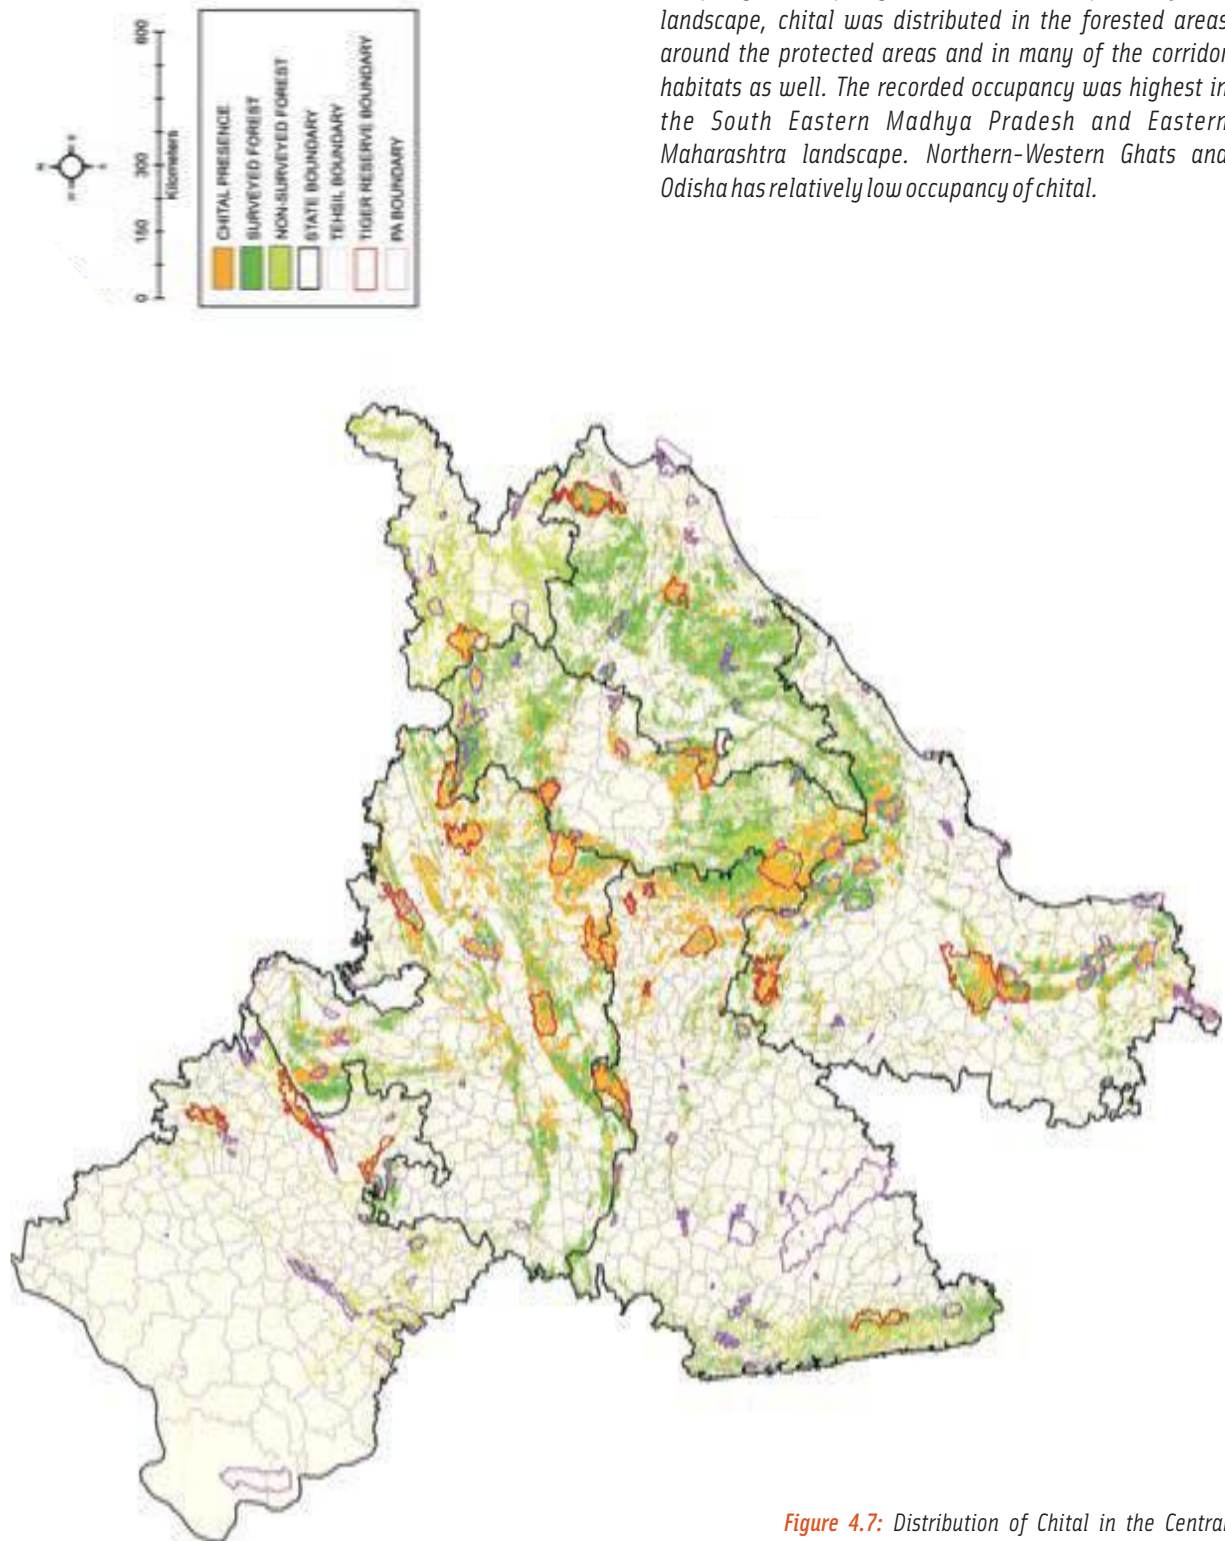 landscape, chital was distributed in the forested areas
around the protected areas and in many of the corridor
habitats as well. The recorded occupancy was highest in
the South Eastern Madhya Pradesh and Eastern
Maharashtra landscape. Northern-Western Ghats and
Odisha has relatively low occupancy of chital.
0 150 300 600
Kilometers
CHITAL PRESENCE
SURVEYED FOREST
NON-SURVEYED FOREST
STATE BOUNDARY
TEHSIL BOUNDARY
TIGER RESERVE BOUNDARY
PA BOUNDARY
Figure 4.7: Distribution of Chital in the Central